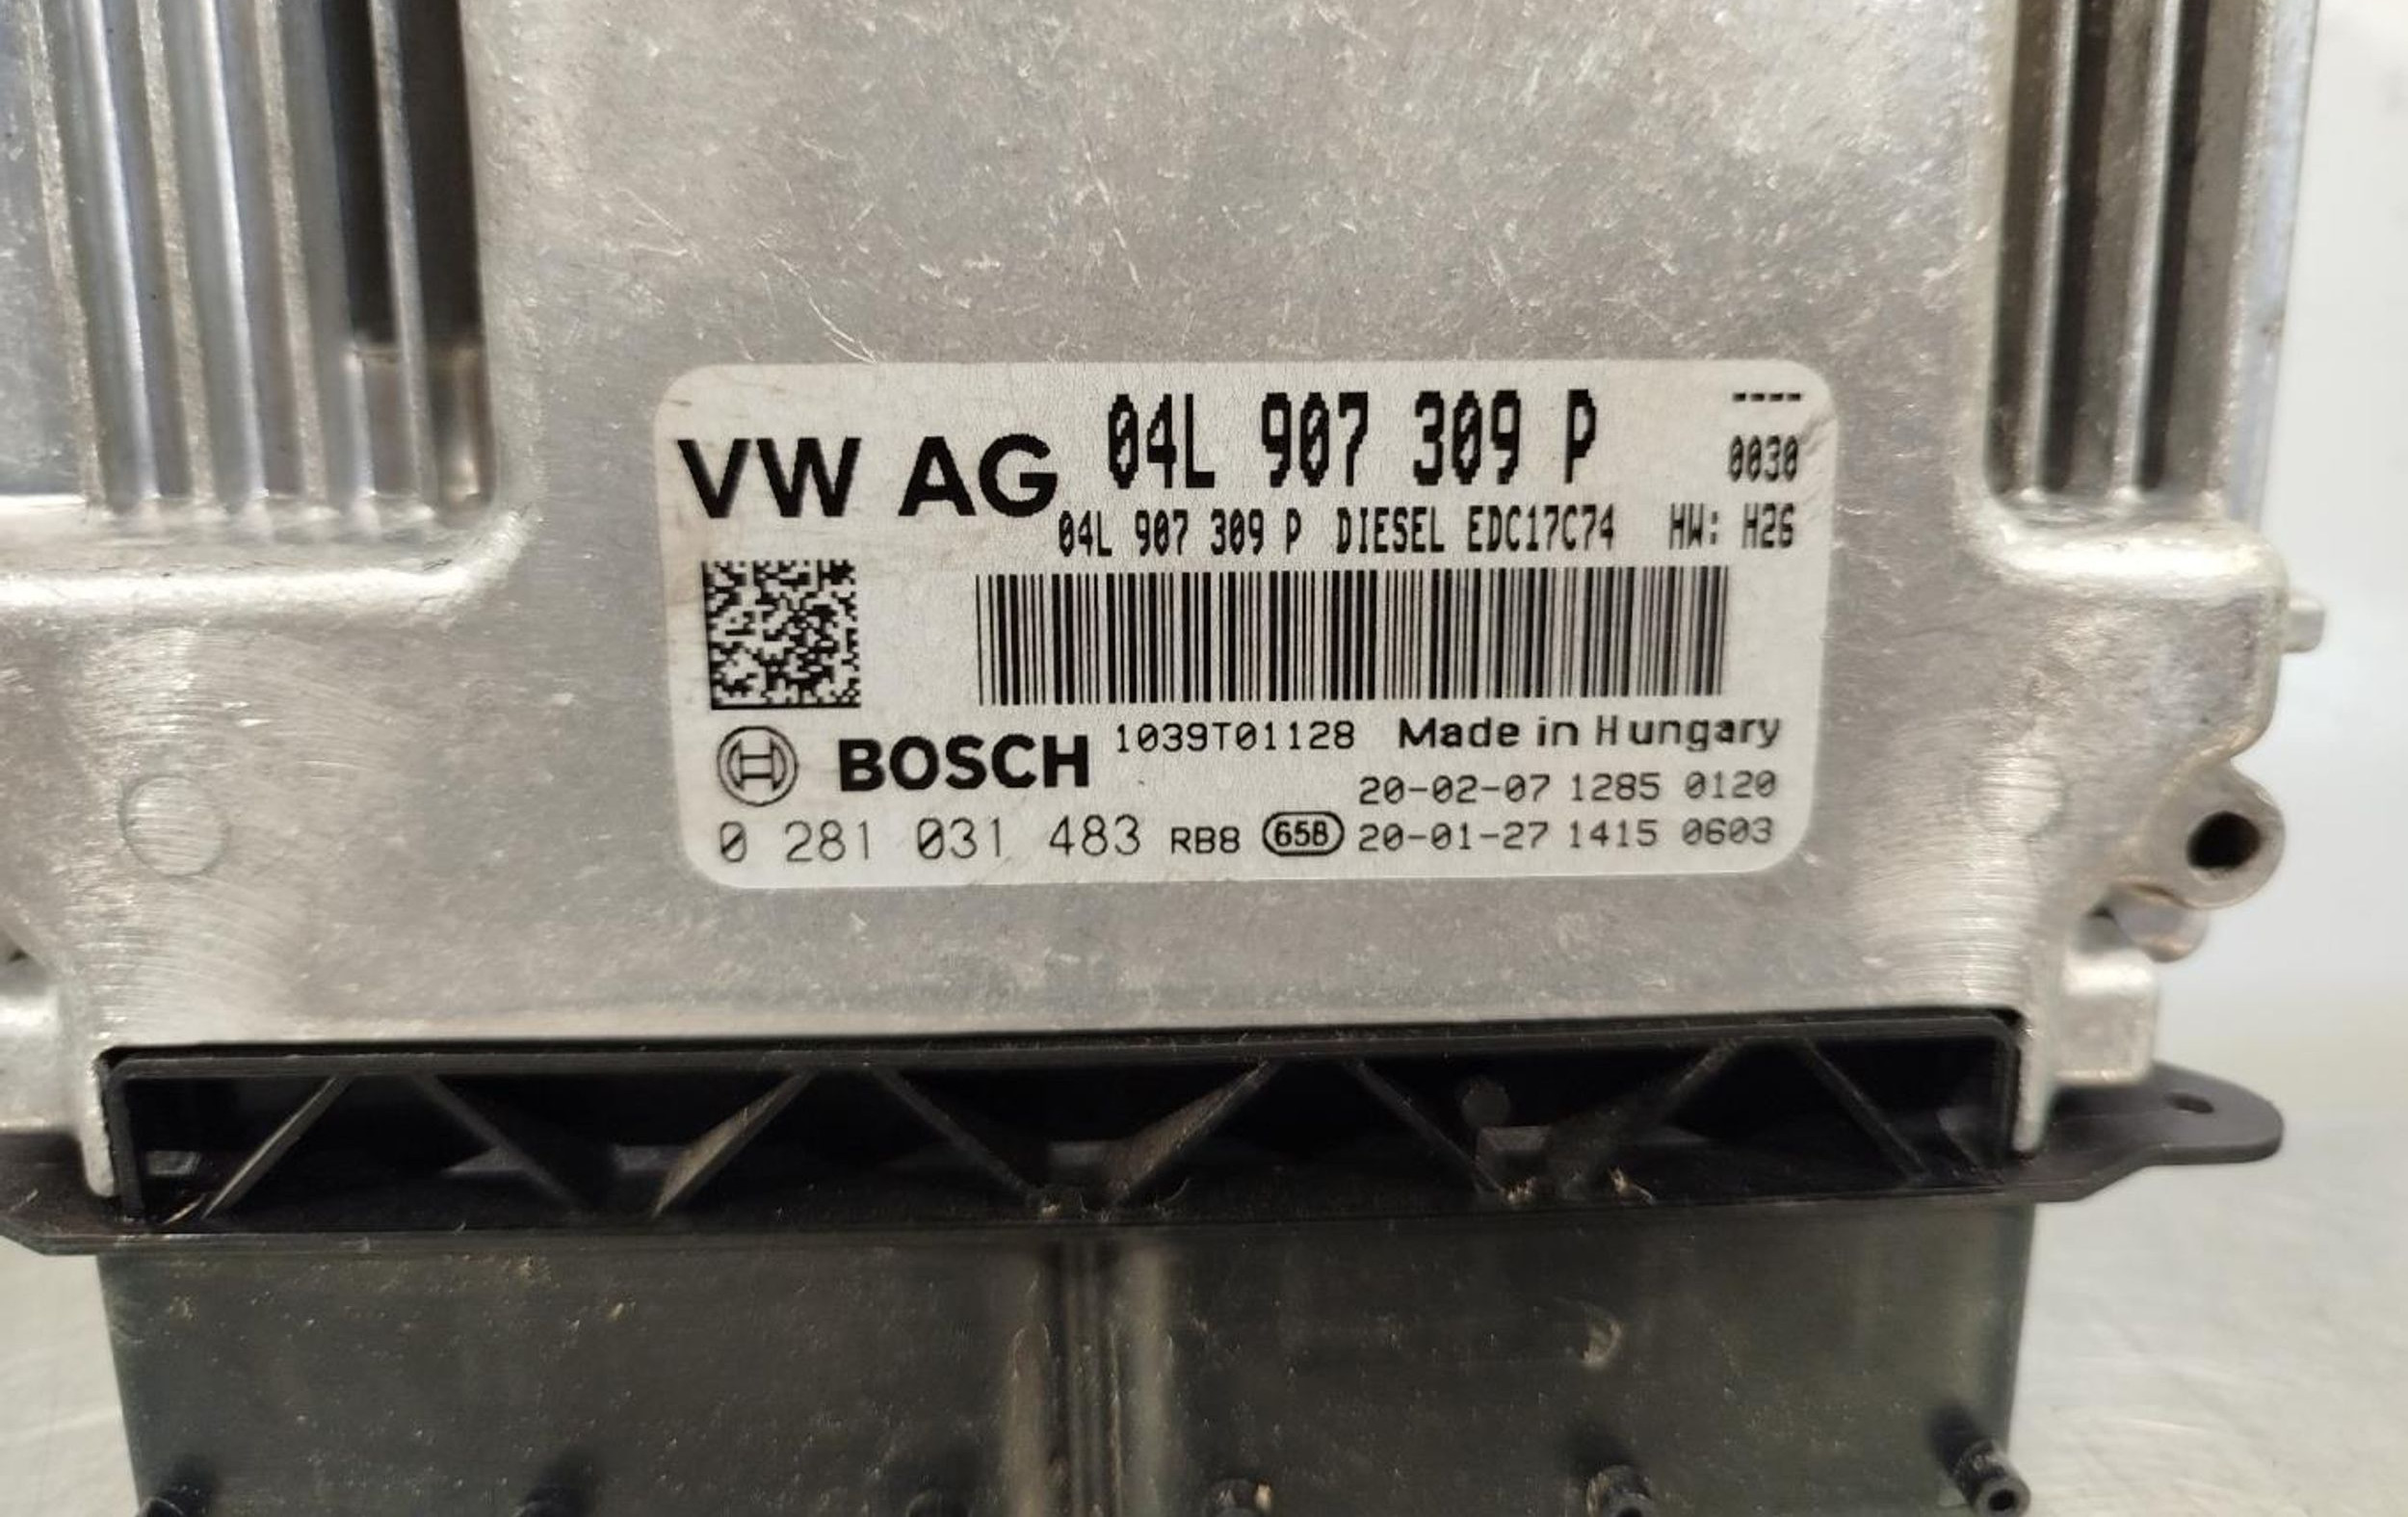 VW AG 04L 907 309 P ----
0030
04L 907 309 P DIESEL EDC17C74 HW: H26
BOSCH 1039T01128 Made in Hungary
20-02-07 1285 0120
0 281 031 483 RB8 65B 20-01-27 1415 0603